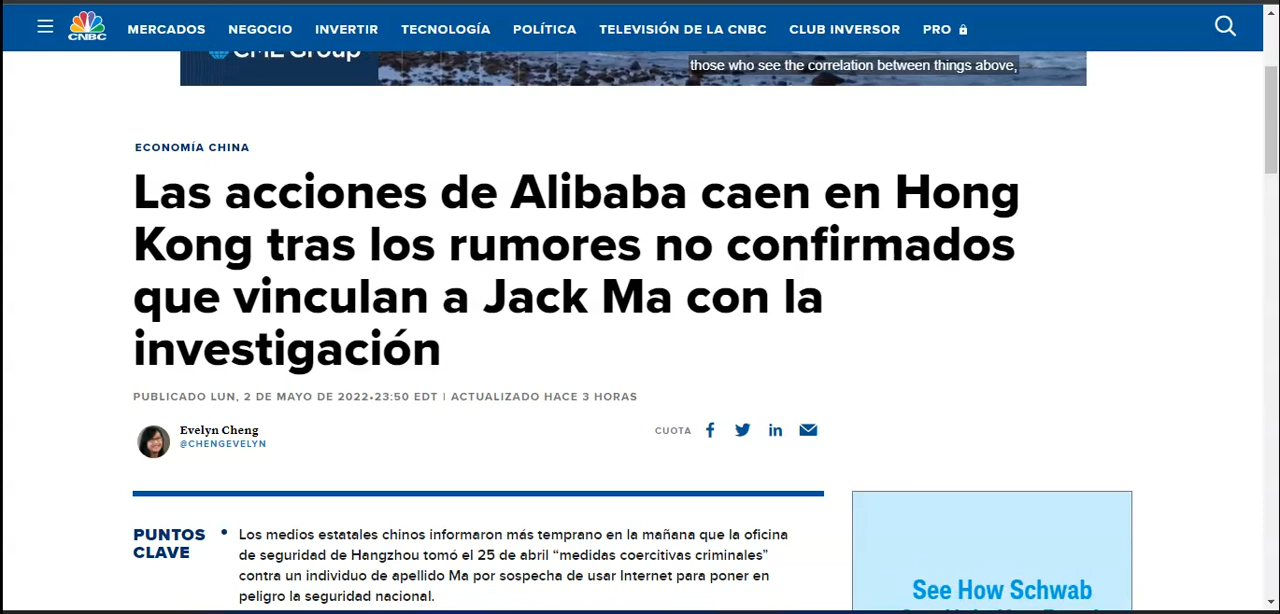 CNBC
MERCADOS NEGOCIO INVERTIR TECNOLOGÍA POLÍTICA TELEVISIÓN DE LA CNBC CLUB INVERSOR PRO
CME Group
those who see the correlation between things above,
ECONOMÍA CHINA
Las acciones de Alibaba caen en Hong
Kong tras los rumores no confirmados
que vinculan a Jack Ma con la
investigación
PUBLICADO LUN, 2 DE MAYO DE 2022•23:50 EDT | ACTUALIZADO HACE 3 HORAS
Evelyn Cheng
@CHENGEVELYN
CUOTA
PUNTOS
CLAVE
• Los medios estatales chinos informaron más temprano en la mañana que la oficina
de seguridad de Hangzhou tomó el 25 de abril “medidas coercitivas criminales”
contra un individuo de apellido Ma por sospecha de usar Internet para poner en
peligro la seguridad nacional.
See How Schwab